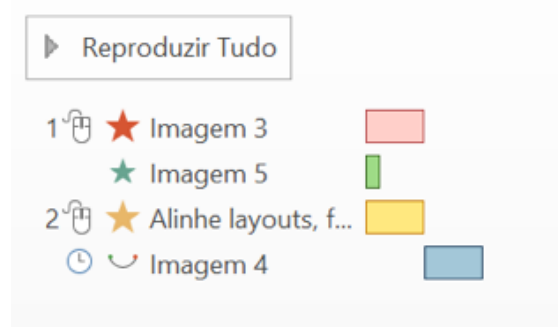 Reproduzir Tudo
1 Imagem 3
Imagem 5
2 Alinhe layouts, f...
Imagem 4